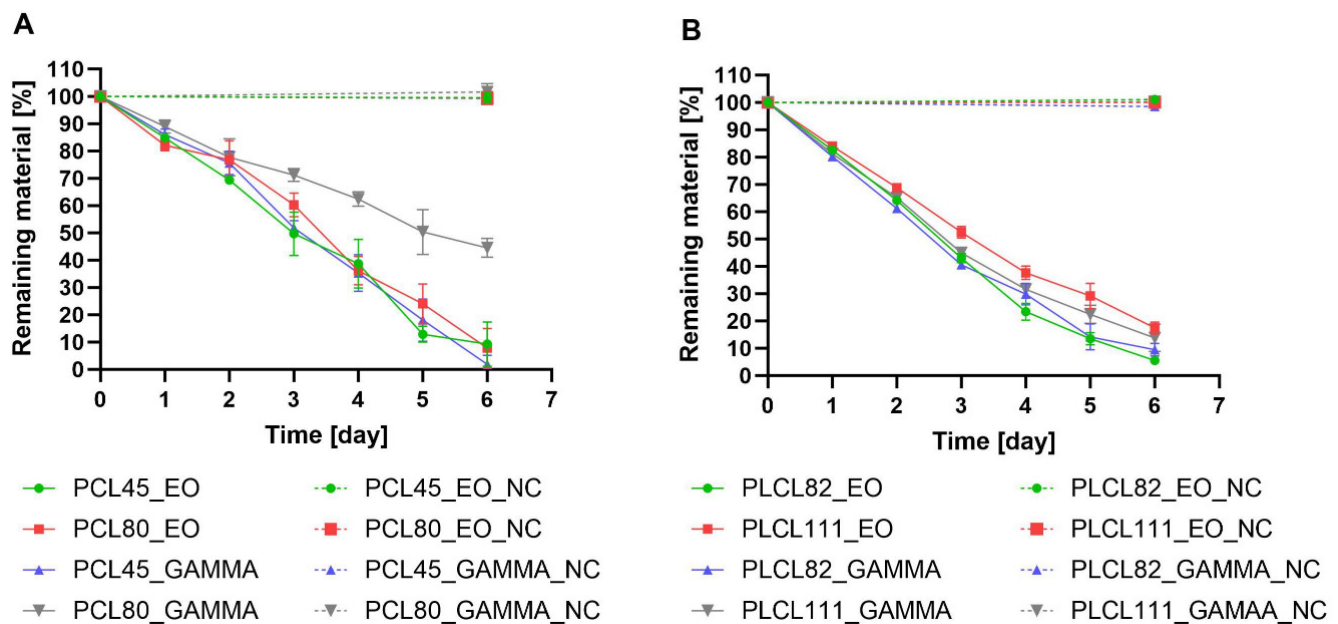 A
Remaining material [%]
110
100
90
80
70
60
50
40
30
20
10
0
0 1 2 3 4 5 6 7
Time [day]
PCL45_EO PCL45_EO_NC
PCL80_EO PCL80_EO_NC
PCL45_GAMMA PCL45_GAMMA_NC
PCL80_GAMMA PCL80_GAMMA_NC
B
Remaining material [%]
110
100
90
80
70
60
50
40
30
20
10
0
0 1 2 3 4 5 6 7
Time [day]
PLCL82_EO PLCL82_EO_NC
PLCL111_EO PLCL111_EO_NC
PLCL82_GAMMA PLCL82_GAMMA_NC
PLCL111_GAMMA PLCL111_GAMAA_NC